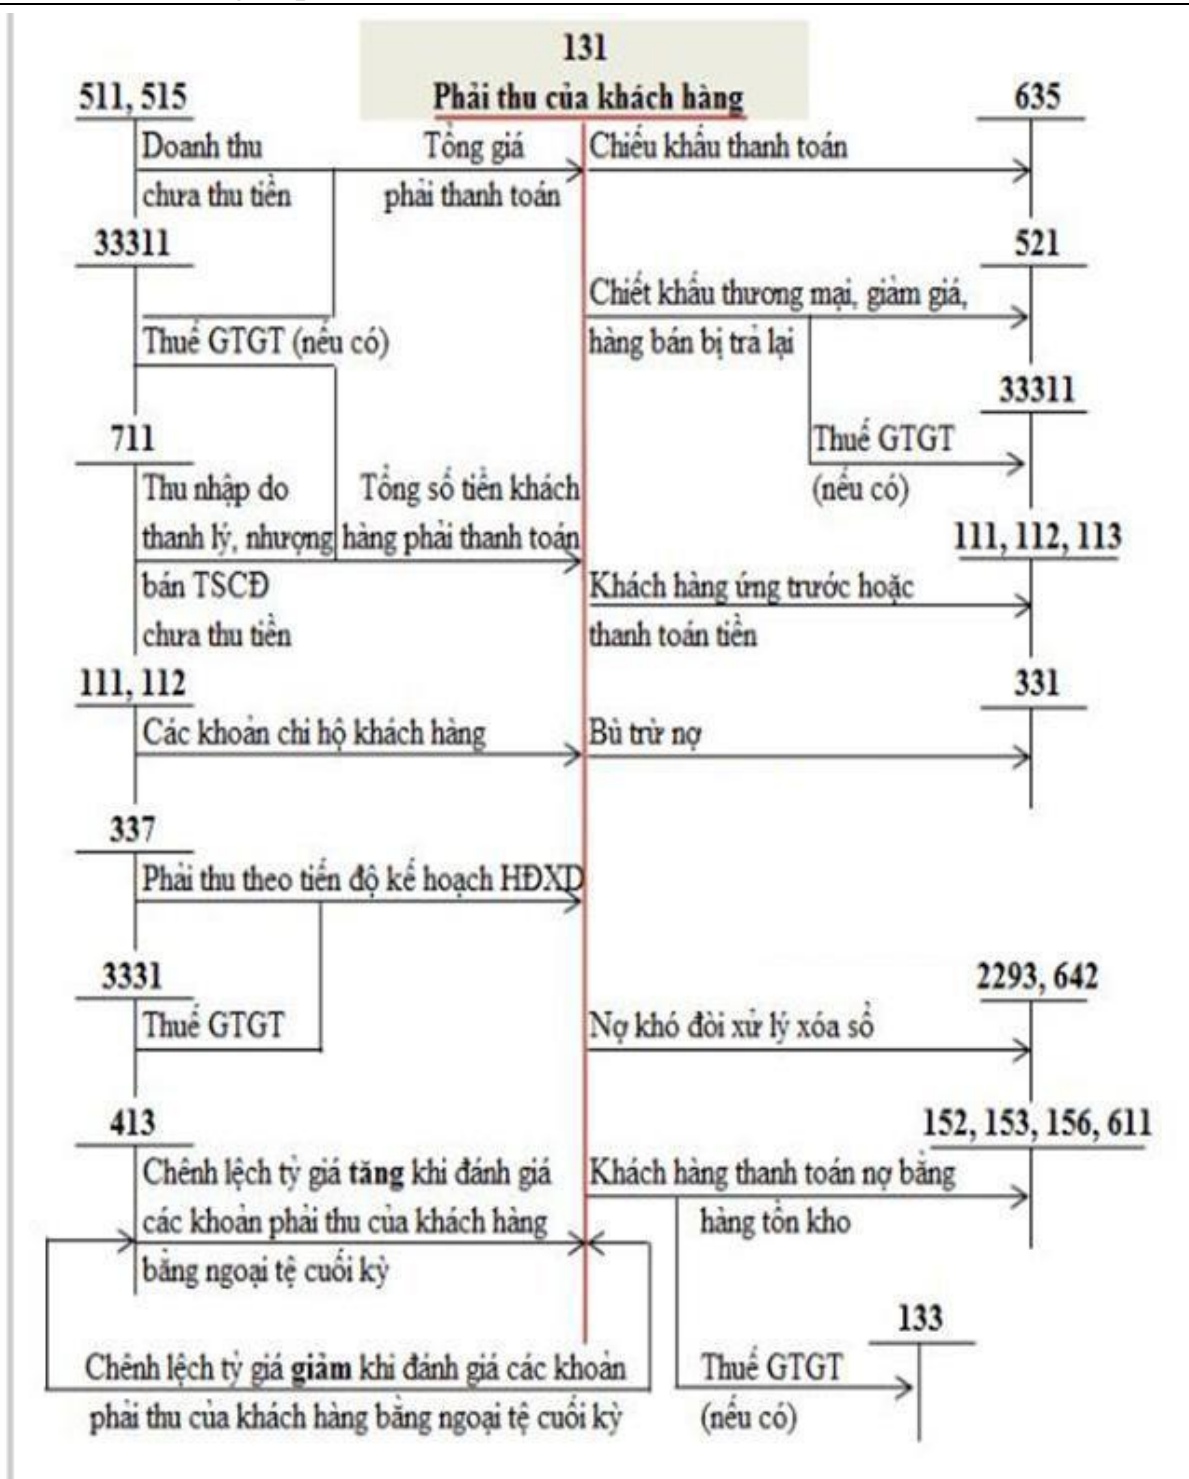 131
Phải thu của khách hàng
511, 515
635
Doanh thu
Tổng giá
Chiếu khấu thanh toán
chưa thu tiền
phải thanh toán
33311
521
Chiết khấu thương mại, giảm giá,
Thuế GTGT (nếu có)
hàng bán bị trả lại
33311
711
Thuế GTGT
(nếu có)
Thu nhập do
Tổng số tiền khách
thanh lý, nhượng
hàng phải thanh toán
bán TSCĐ
chưa thu tiền
111, 112, 113
Khách hàng ứng trước hoặc
thanh toán tiền
111, 112
331
Các khoản chi hộ khách hàng
Bù trừ nợ
337
Phải thu theo tiến độ kế hoạch HĐXD
3331
2293, 642
Thuế GTGT
Nợ khó đòi xử lý xóa sổ
413
152, 153, 156, 611
Chênh lệch tỷ giá tăng khi đánh giá
các khoản phải thu của khách hàng
bằng ngoại tệ cuối kỳ
Khách hàng thanh toán nợ bằng
hàng tồn kho
133
Chênh lệch tỷ giá giảm khi đánh giá các khoản
phải thu của khách hàng bằng ngoại tệ cuối kỳ
Thuế GTGT
(nếu có)